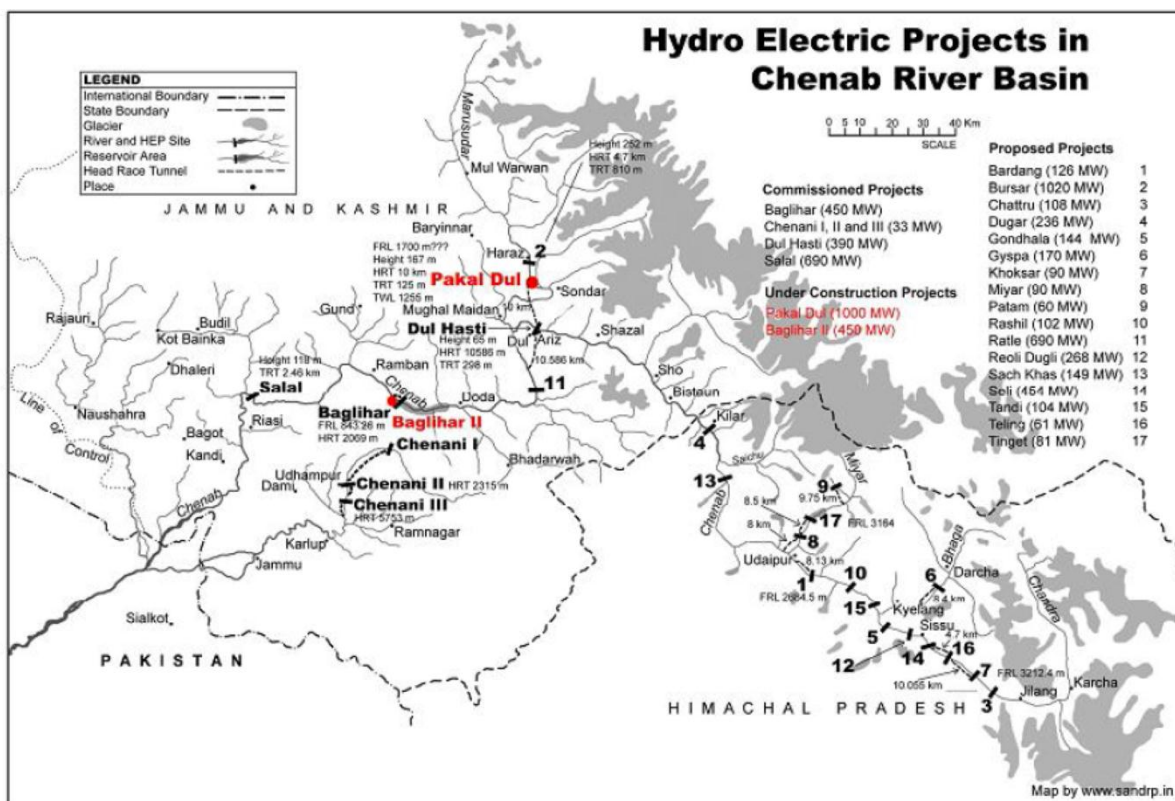 Hydro Electric Projects in
Chenab River Basin
LEGEND
International Boundary
State Boundary
Glacier
River and HEP Site
Reservoir Area
Head Race Tunnel
Place
0 5 10 20 30 40 Km
SCALE
Commissioned Projects
Baglihar (450 MW)
Chenani I, II and III (33 MW)
Dul Hasti (390 MW)
Salal (690 MW)
Under Construction Projects
Pakal Dul (1000 MW)
Baglihar II (450 MW)
Proposed Projects
Bardang (126 MW) 1
Bursar (1020 MW) 2
Chattru (108 MW) 3
Dugar (236 MW) 4
Gondhala (144 MW) 5
Gyspa (170 MW) 6
Khoksar (90 MW) 7
Miyar (90 MW) 8
Patam (60 MW) 9
Rashil (102 MW) 10
Ratle (690 MW) 11
Reoli Dugli (268 MW) 12
Sach Khas (149 MW) 13
Seli (454 MW) 14
Tandi (104 MW) 15
Teling (61 MW) 16
Tinget (81 MW) 17
JAMMU AND KASHMIR
Marusudar
Height 252 m
HRT 4.7 km
TRT 810 m
Mul Warwan
Baryinnar
Haraz
2
FRL 1700 m???
Height 167 m
HRT 10 km
TRT 125 m
TWL 1255 m
Pakal Dul
Sondar
Mughal Maidan
10 km
Gund
Dul Hasti
Dul
Ariz
Shazal
Height 65 m
HRT 10586 m
TRT 298 m
10.586 km
11
Rajauri
Budil
Kot Bainka
Dhaleri
Height 118 m
TRT 2.46 km
Salal
Ramban
Chenab
Doda
Sho
Bistaun
Line of Control
Naushahra
Riasi
Bagot
Kandi
Baglihar
FRL 843.26 m
HRT 2069 m
Baglihar II
Chenani I
Bhadarwah
Udhampur
Dami
Chenani II HRT 2315 m
Chenani III
HRT 5753 m
Ramnagar
Chenab
Karlup
Jammu
Sialkot
PAKISTAN
Kilar
4
Saichu
Miyar
13
Chenab
9
9.75 km
8.5 km
17
FRL 3164
8 km
8
Udaipur
8.13 km
1
FRL 2684.5 m
10
15
Kyelang
6
8.4 km
Bhaga
Darcha
Chandra
5
Sissu
4.7 km
12
14
16
7
FRL 3212.4 m
10.055 km
3
Jilang
Karcha
HIMACHAL PRADESH
Map by www.sandrp.in